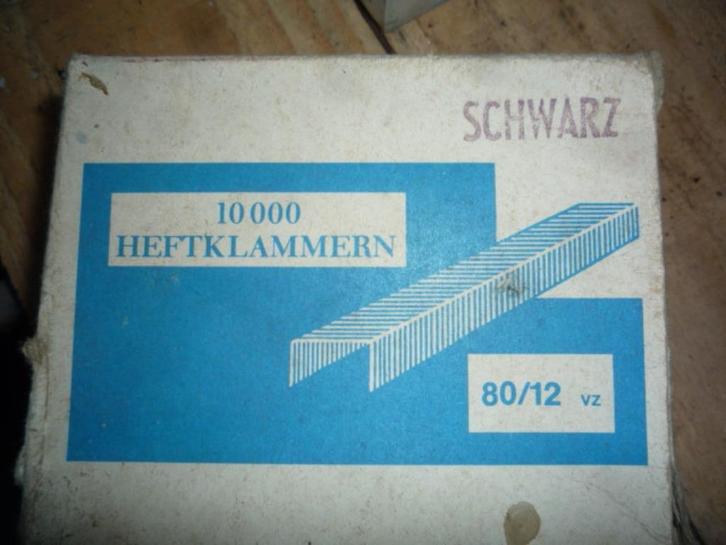 SCHWARZ
10 000
HEFTKLAMMERN
80/12 vz